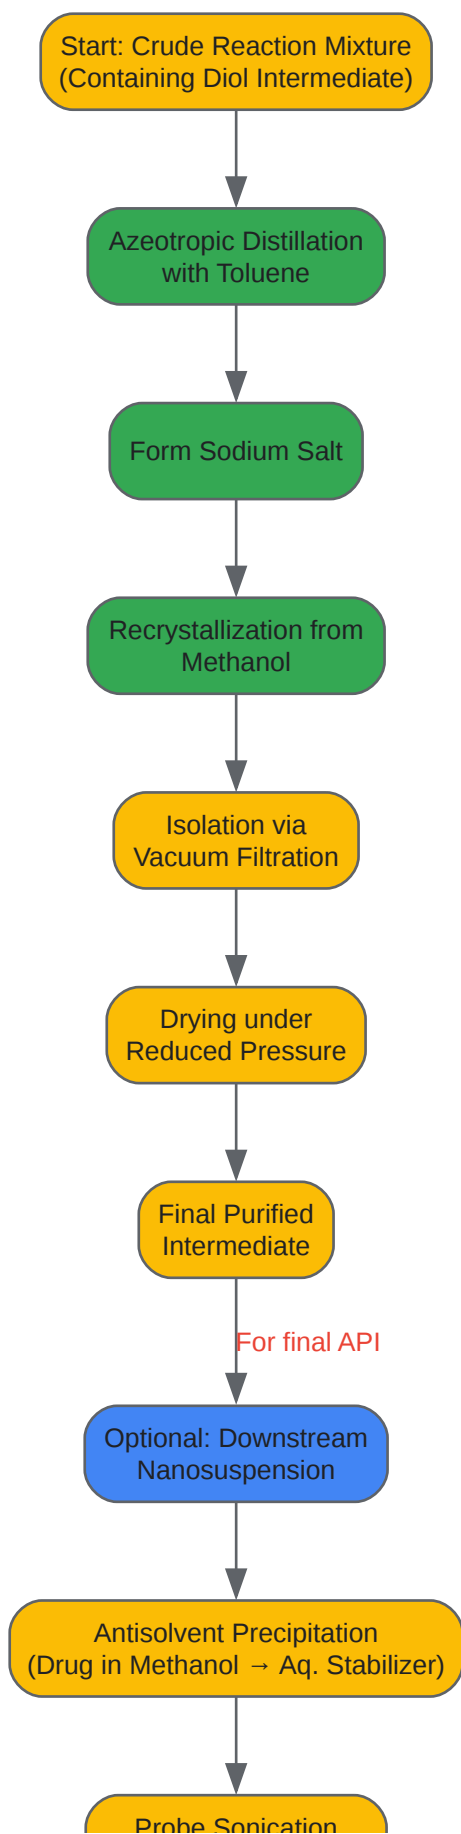 Start: Crude Reaction Mixture
(Containing Diol Intermediate)
Azeotropic Distillation
with Toluene
Form Sodium Salt
Recrystallization from
Methanol
Isolation via
Vacuum Filtration
Drying under
Reduced Pressure
Final Purified
Intermediate
For final API
Optional: Downstream
Nanosuspension
Antisolvent Precipitation
(Drug in Methanol → Aq. Stabilizer)
Probe Sonication